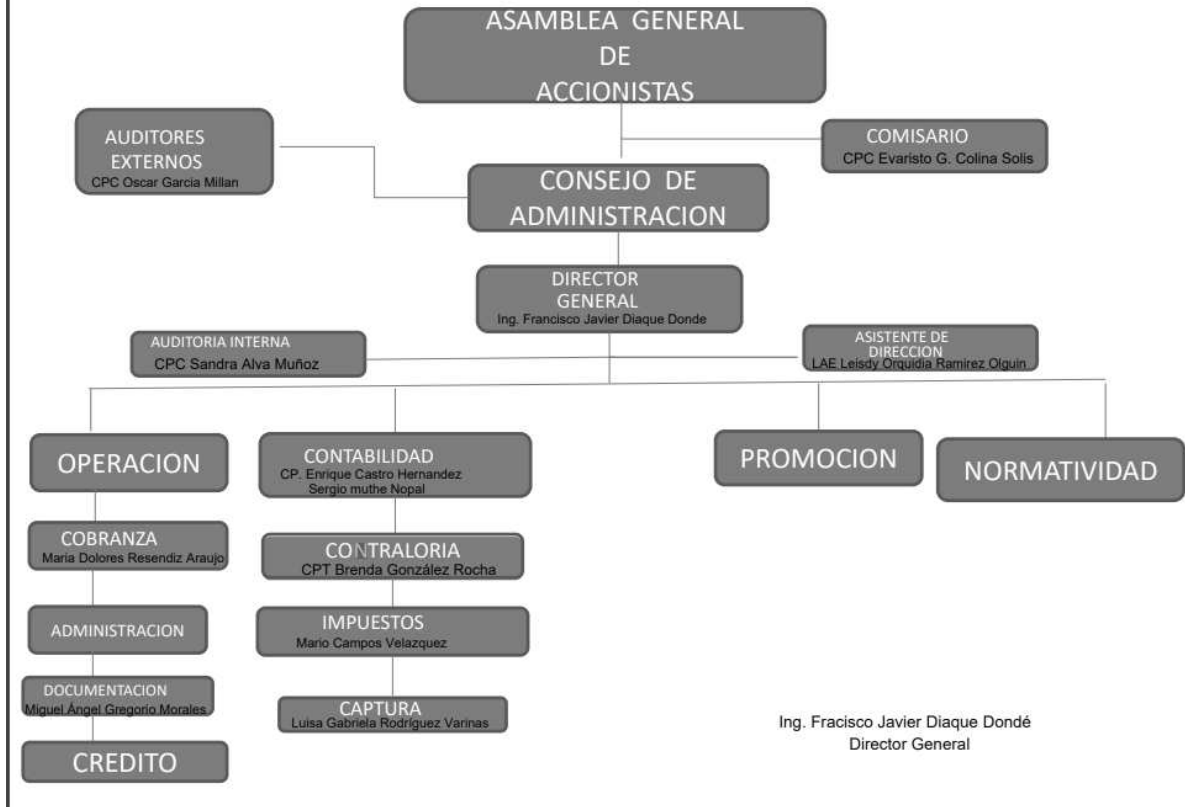 ASAMBLEA GENERAL
DE
ACCIONISTAS
AUDITORES
EXTERNOS
CPC Oscar Garcia Millan
COMISARIO
CPC Evaristo G. Colina Solis
CONSEJO DE
ADMINISTRACION
DIRECTOR
GENERAL
Ing. Francisco Javier Diaque Donde
AUDITORIA INTERNA
CPC Sandra Alva Muñoz
ASISTENTE DE
DIRECCION
LAE Leisdy Orquidia Ramirez Olguin
OPERACION
COBRANZA
Maria Dolores Resendiz Araujo
ADMINISTRACION
DOCUMENTACION
Miguel Ángel Gregorio Morales
CREDITO
CONTABILIDAD
CP. Enrique Castro Hernandez
Sergio muthe Nopal
CONTRALORIA
CPT Brenda González Rocha
IMPUESTOS
Mario Campos Velazquez
CAPTURA
Luisa Gabriela Rodríguez Varinas
PROMOCION
NORMATIVIDAD
Ing. Fracisco Javier Diaque Dondé
Director General